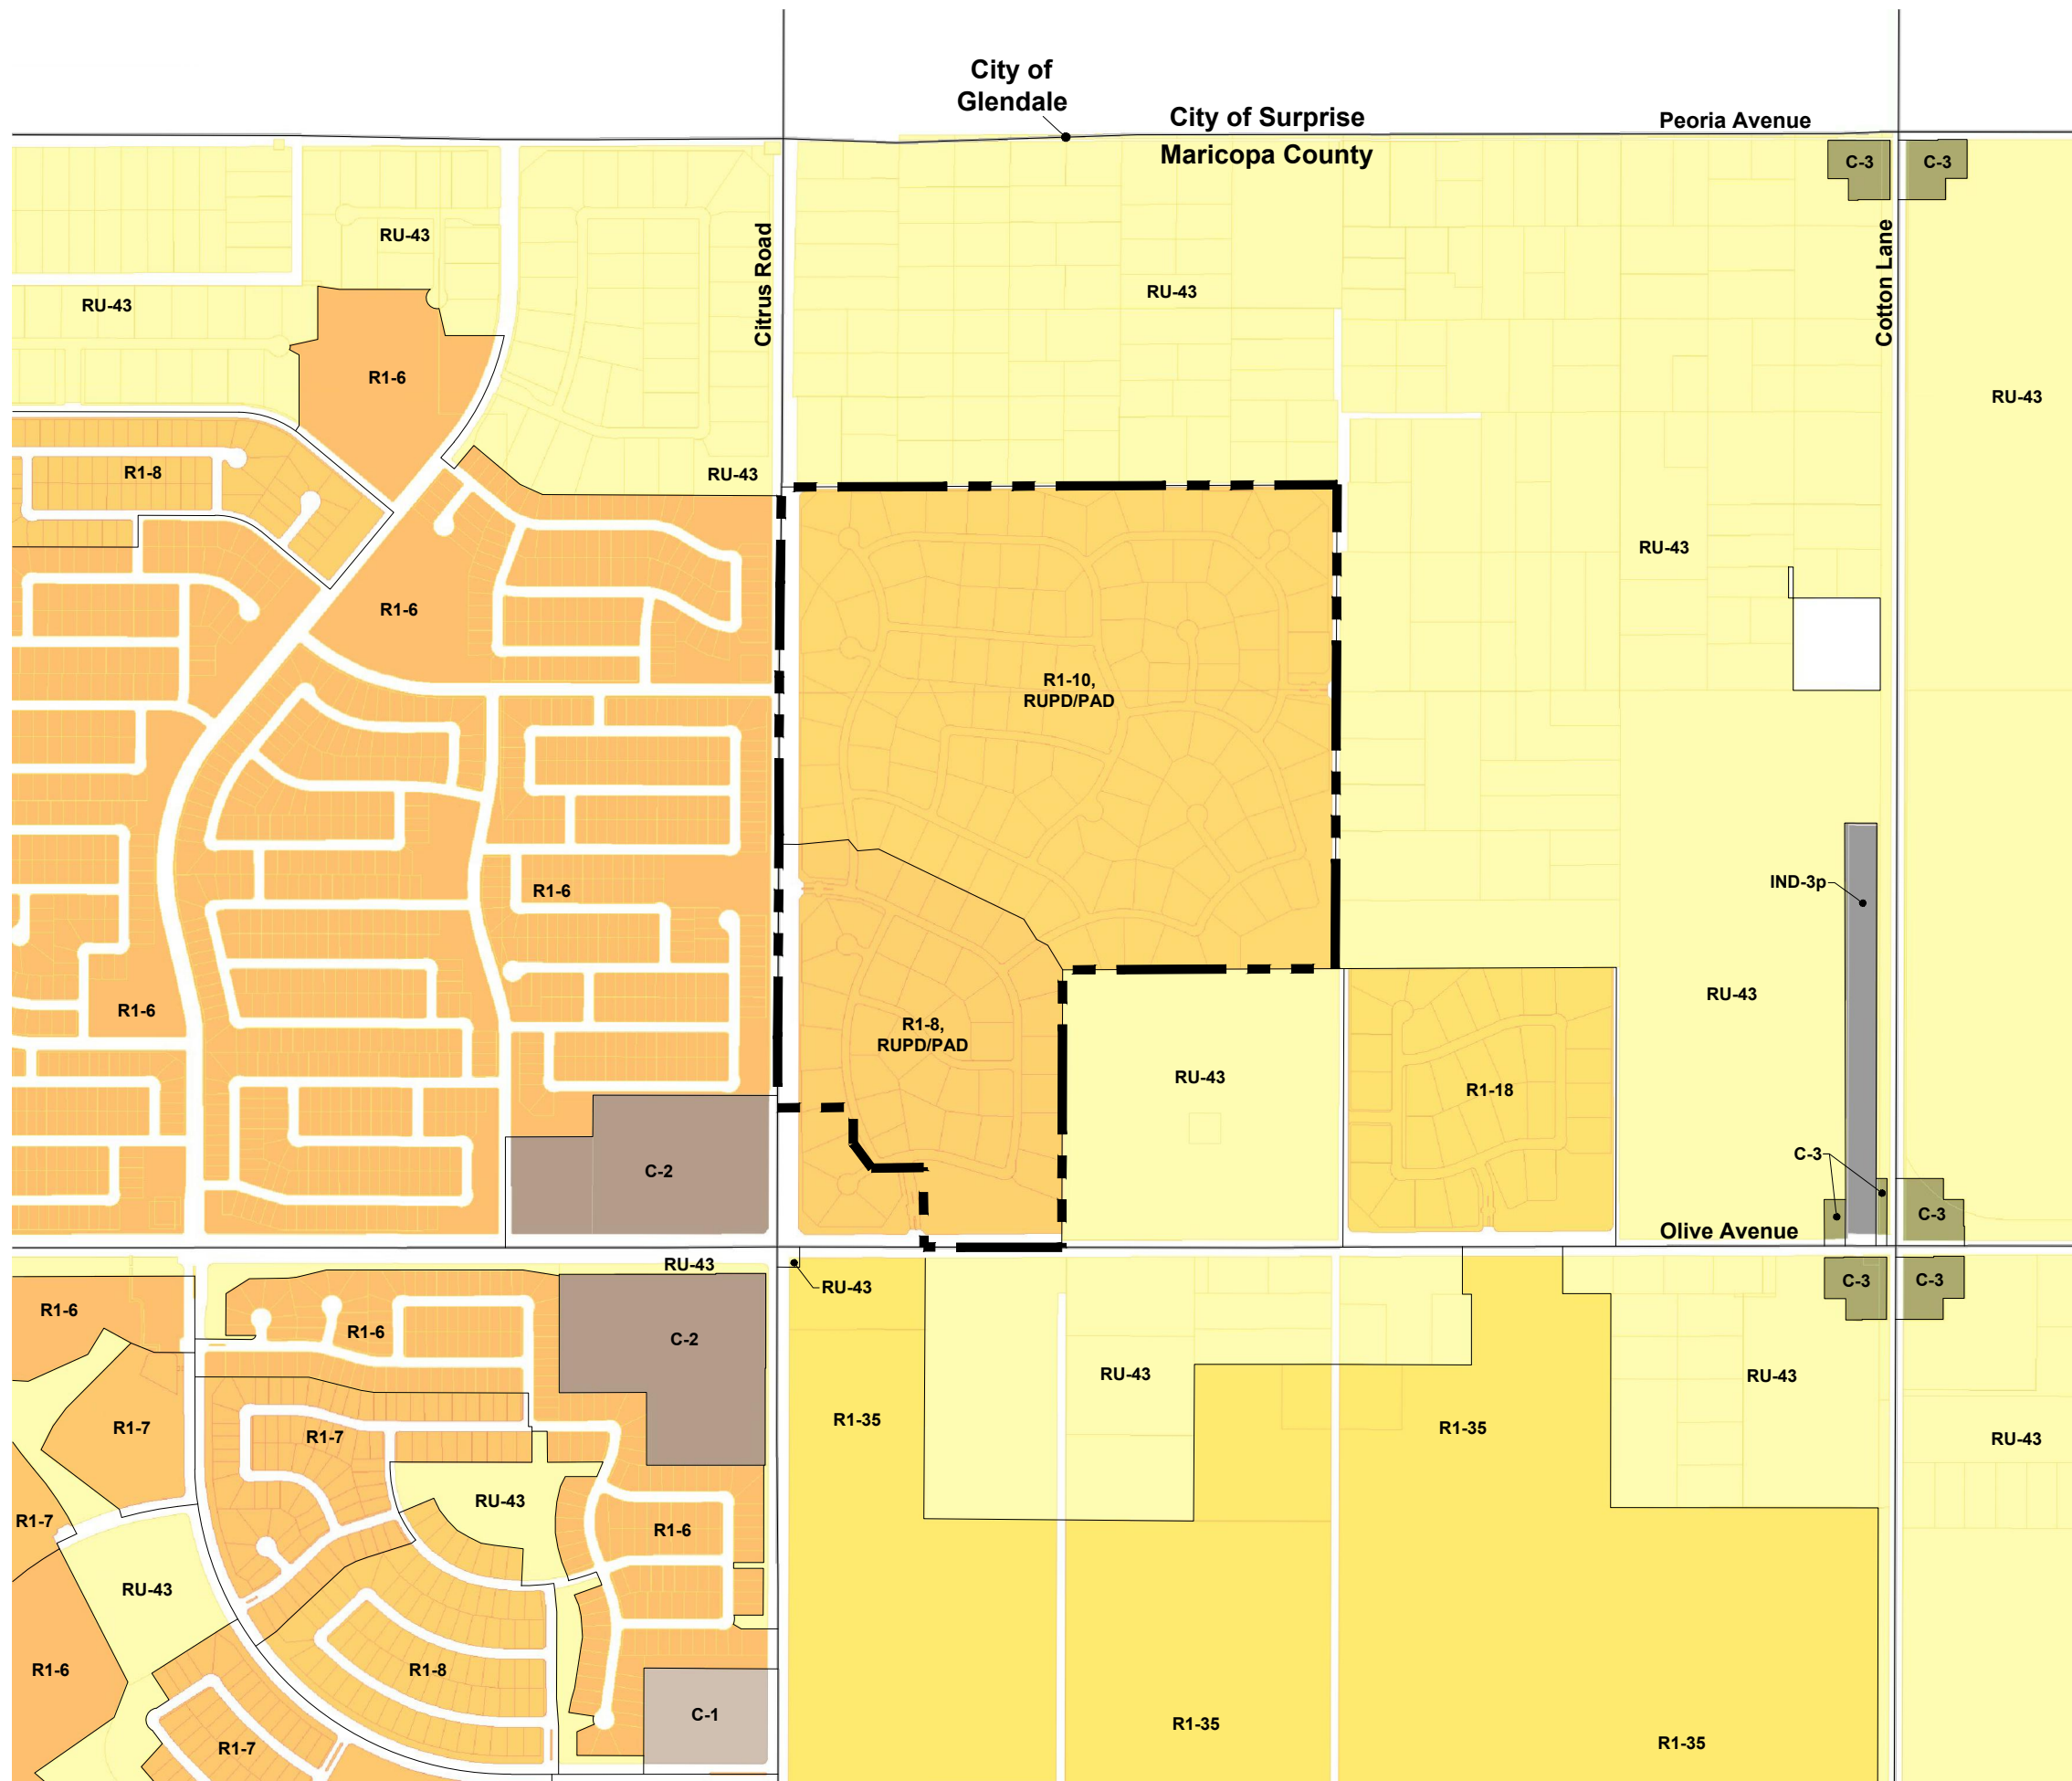 City of
Glendale
City of Surprise
Peoria Avenue
Maricopa County
C-3
C-3
RU-43
Citrus Road
Cotton Lane
RU-43
RU-43
R1-6
RU-43
R1-8
RU-43
RU-43
R1-6
R1-10,
RUPD/PAD
IND-3p
R1-6
RU-43
R1-6
R1-8,
RUPD/PAD
RU-43
R1-18
C-3
C-2
C-3
Olive Avenue
RU-43
RU-43
R1-6
R1-6
C-2
C-3
C-3
RU-43
RU-43
R1-7
R1-7
R1-35
R1-35
RU-43
RU-43
R1-7
R1-6
RU-43
R1-6
R1-8
C-1
R1-7
R1-35
R1-35